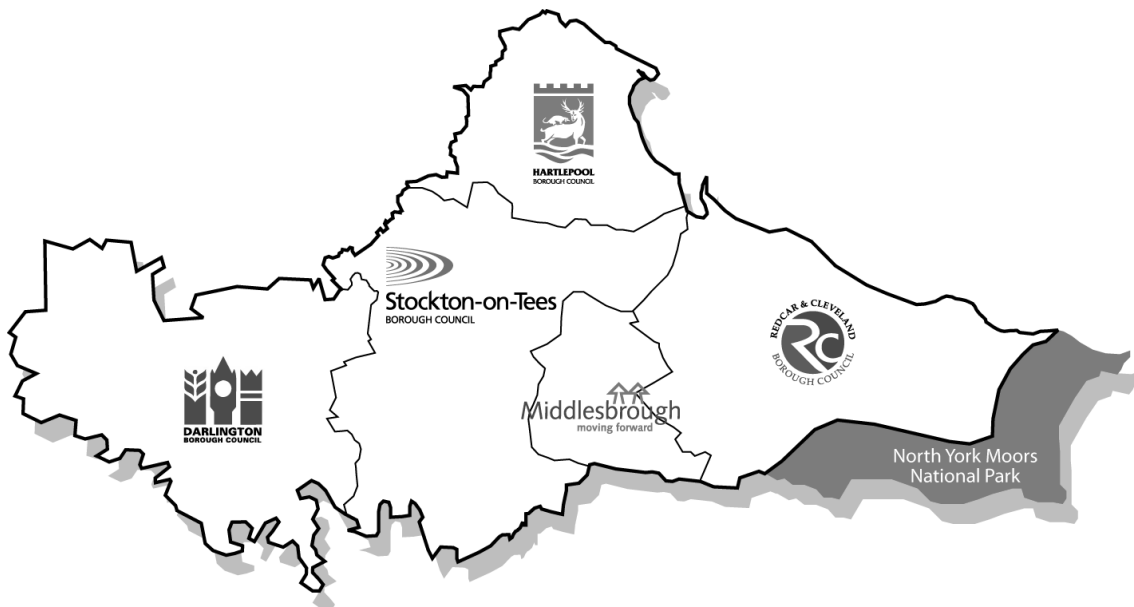 HARTLEPOOL
BOROUGH COUNCIL
Stockton-on-Tees
BOROUGH COUNCIL
REDCAR & CLEVELAND
RC
BOROUGH COUNCIL
DARLINGTON
BOROUGH COUNCIL
Middlesbrough
moving forward
North York Moors
National Park